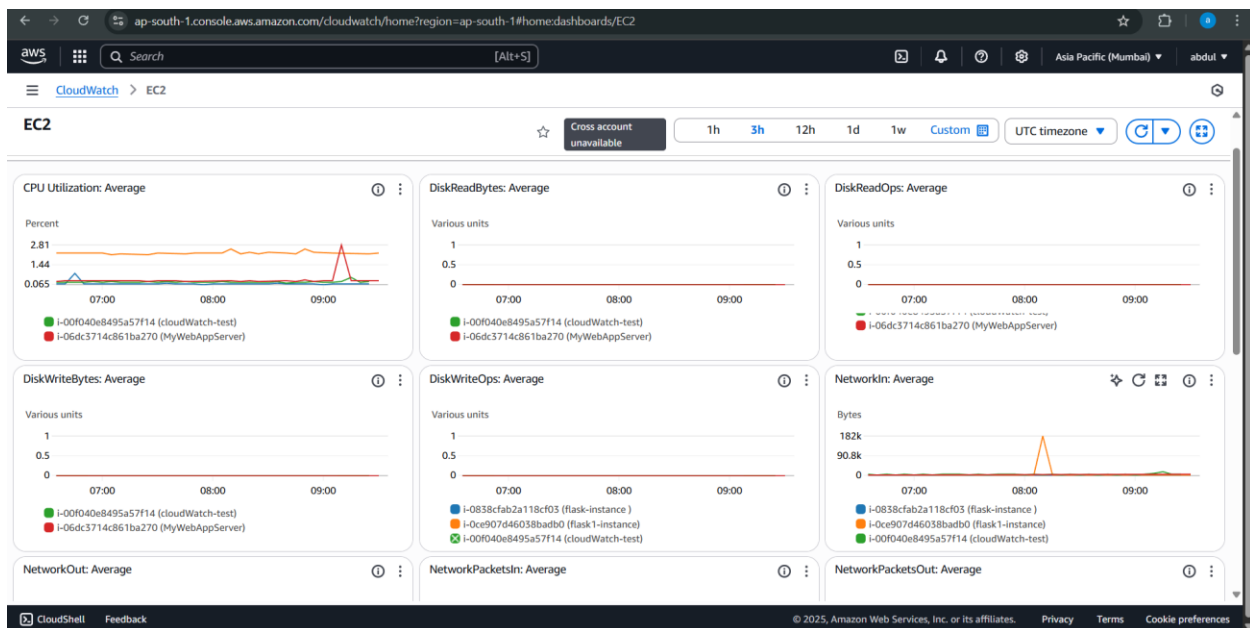 ap-south-1.console.aws.amazon.com/cloudwatch/home?region=ap-south-1#home:dashboards/EC2
a
aws
Search
[Alt+S]
Asia Pacific (Mumbai)
abdul
CloudWatch > EC2
EC2
Cross account
unavailable
1h 3h 12h 1d 1w Custom
UTC timezone
CPU Utilization: Average
Percent
2.81
1.44
0.065
07:00 08:00 09:00
i-00f040e8495a57f14 (cloudWatch-test)
i-06dc3714c861ba270 (MyWebAppServer)
DiskReadBytes: Average
Various units
1
0.5
0
07:00 08:00 09:00
i-00f040e8495a57f14 (cloudWatch-test)
i-06dc3714c861ba270 (MyWebAppServer)
DiskReadOps: Average
Various units
1
0.5
0
07:00 08:00 09:00
i-06dc3714c861ba270 (MyWebAppServer)
DiskWriteBytes: Average
Various units
1
0.5
0
07:00 08:00 09:00
i-00f040e8495a57f14 (cloudWatch-test)
i-06dc3714c861ba270 (MyWebAppServer)
DiskWriteOps: Average
Various units
1
0.5
0
07:00 08:00 09:00
i-0838cfab2a118cf03 (flask-instance )
i-0ce907d46038badb0 (flask1-instance)
i-00f040e8495a57f14 (cloudWatch-test)
NetworkIn: Average
Bytes
182k
90.8k
0
07:00 08:00 09:00
i-0838cfab2a118cf03 (flask-instance )
i-0ce907d46038badb0 (flask1-instance)
i-00f040e8495a57f14 (cloudWatch-test)
NetworkOut: Average
NetworkPacketsIn: Average
NetworkPacketsOut: Average
CloudShell Feedback
© 2025, Amazon Web Services, Inc. or its affiliates. Privacy Terms Cookie preferences